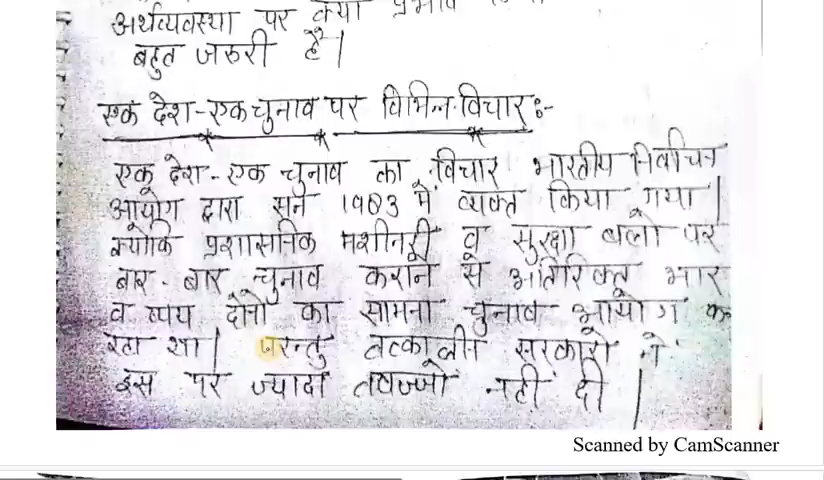 अर्थव्यवस्था पर क्या प्रभाव
बहुत जरुरी है|
एक देश-एक चुनाव पर विभिन्न विचार :-
एक देश-एक चुनाव का विचार भारतीय निर्वाचन
आयोग द्वारा सन 1983 में व्यक्त किया गया|
क्योकि प्रशासनिक मशीनरी व सुरक्षा बलो पर
बार-बार चुनाव कराने से अतिरिक्त भार
व व्यय दोनो का सामना चुनाव आयोग कर
रहा था| परन्तु तत्कालीन सरकारो ने
इस पर ज्यादा तवज्जो नही दी|
Scanned by CamScanner